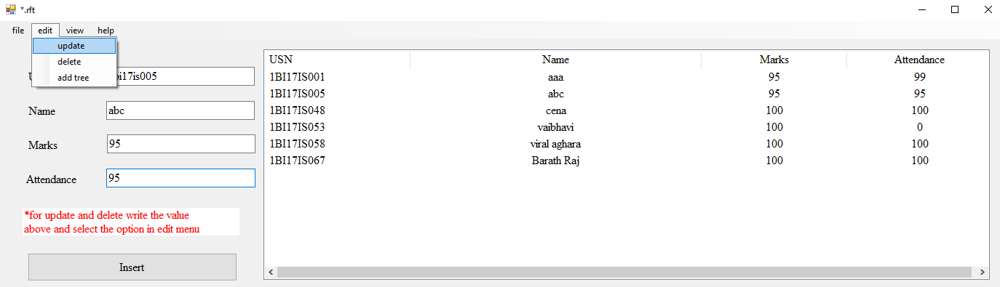 *.rft
file edit view help
update
delete
add tree
i17is005
Name abc
Marks 95
Attendance 95
*for update and delete write the value
above and select the option in edit menu
Insert
USN Name Marks Attendance
1BI17IS001 aaa 95 99
1BI17IS005 abc 95 95
1BI17IS048 cena 100 100
1BI17IS053 vaibhavi 100 0
1BI17IS058 viral aghara 100 100
1BI17IS067 Barath Raj 100 100